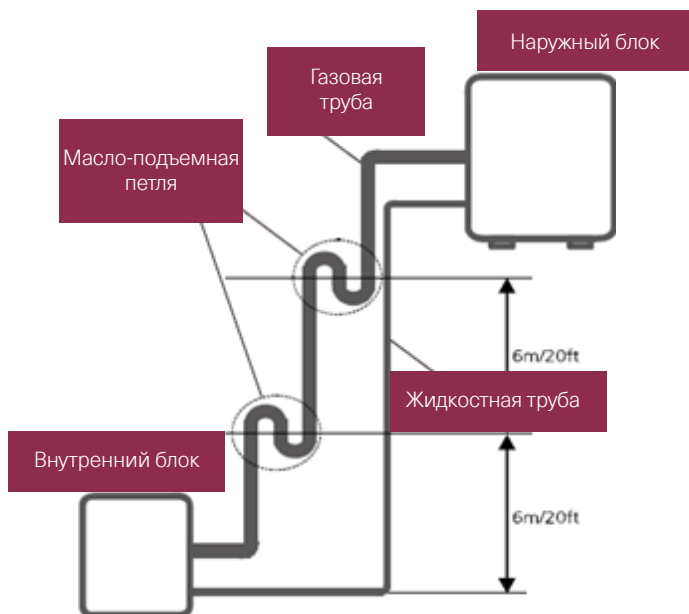 Наружный блок
Газовая
труба
Масло-подъемная
петля
6m/20ft
Жидкостная труба
Внутренний блок
6m/20ft